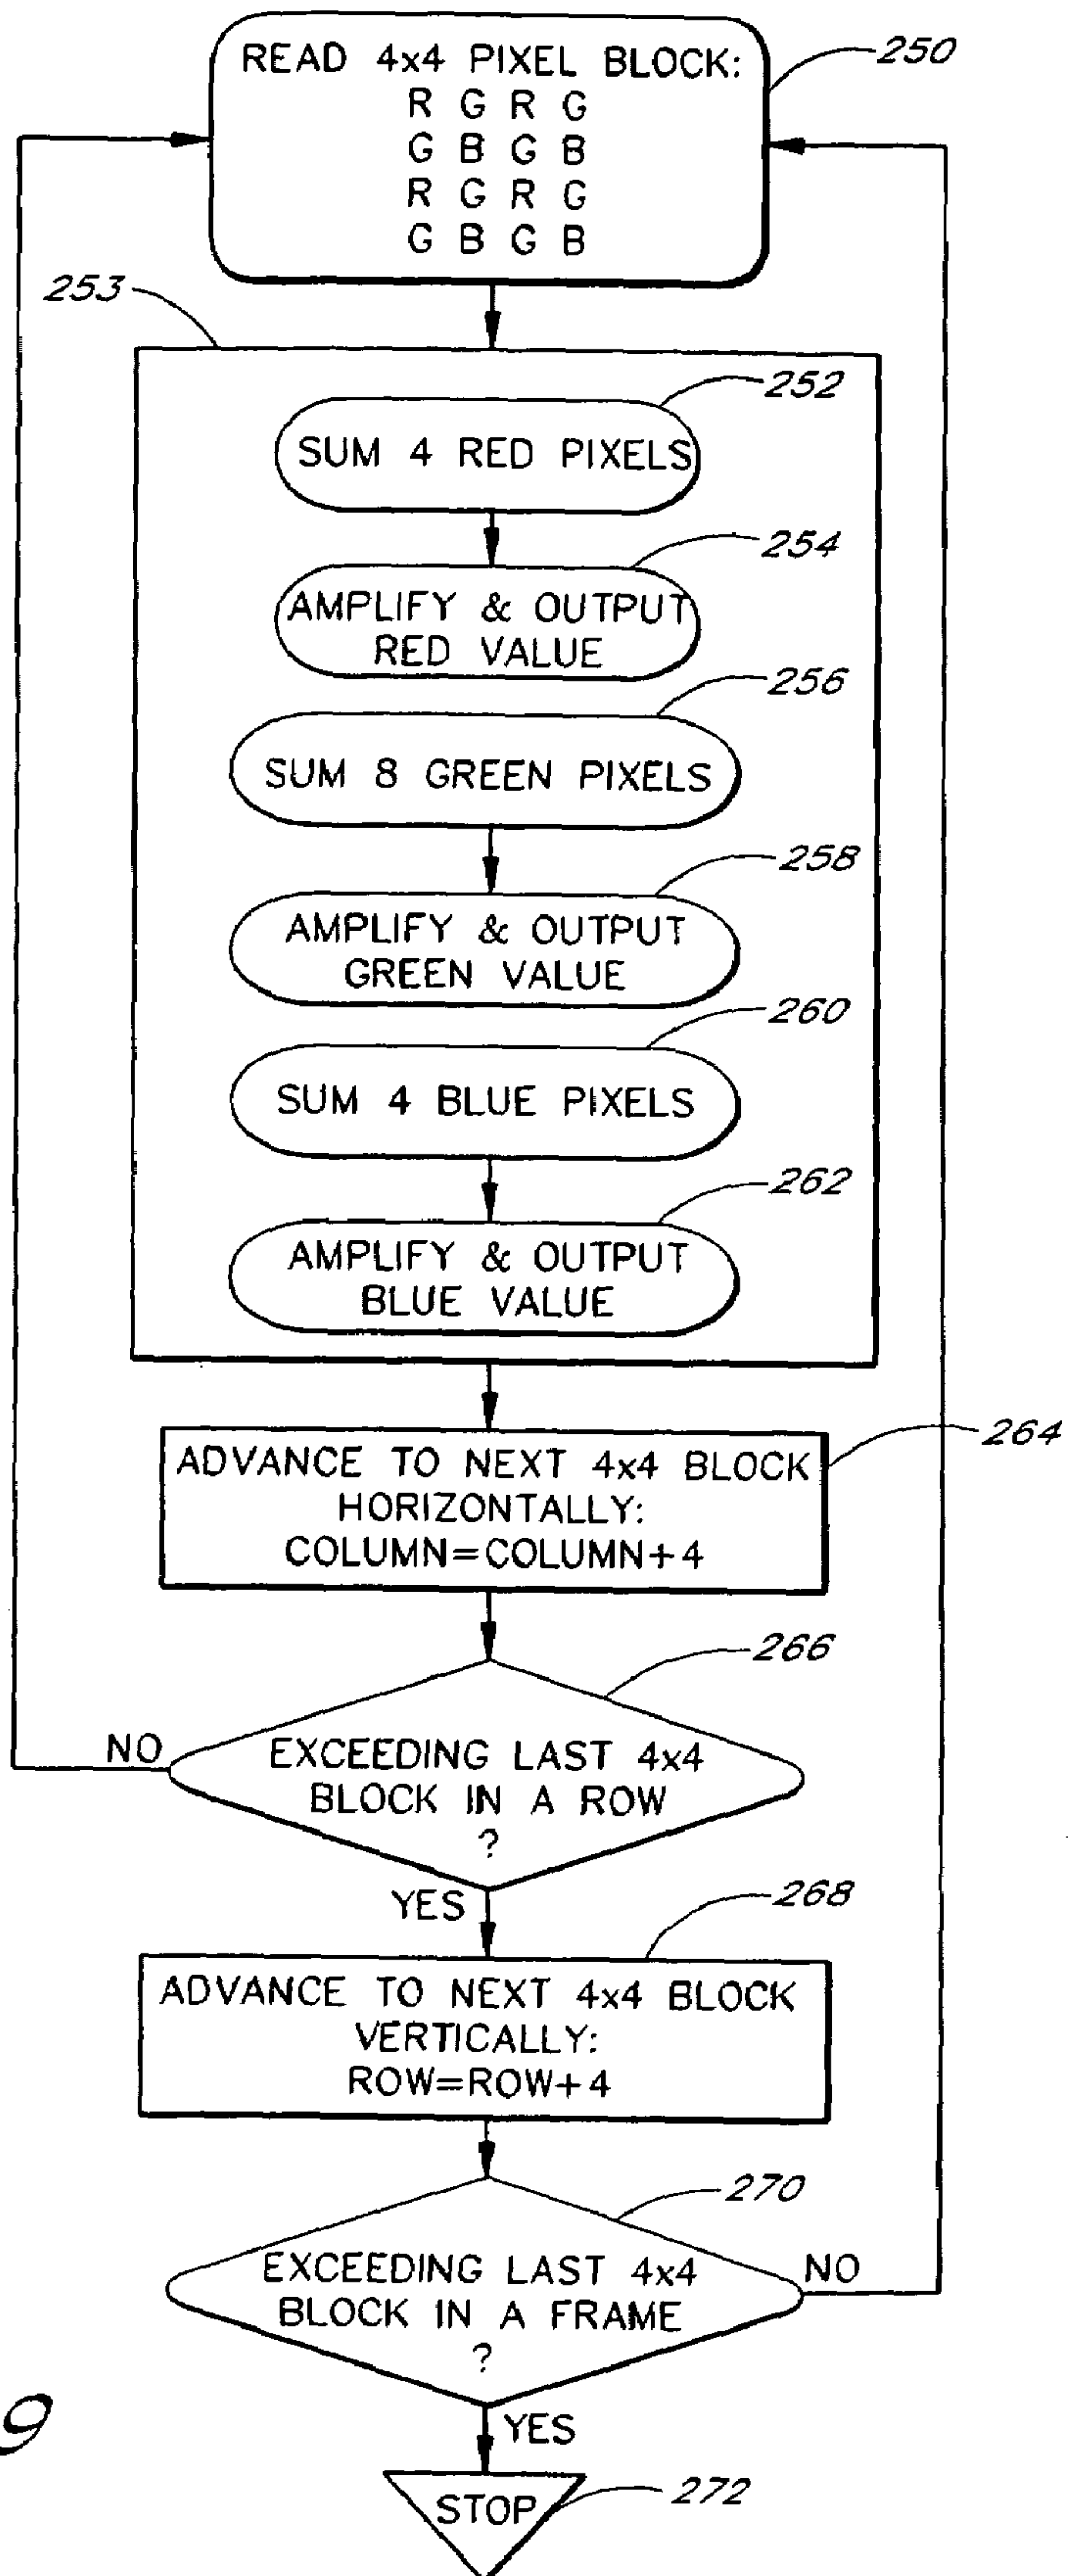 READ 4x4 PIXEL BLOCK:
R G R G
G B G B
R G R G
G B G B
250
253
SUM 4 RED PIXELS
252
AMPLIFY & OUTPUT
RED VALUE
254
SUM 8 GREEN PIXELS
256
AMPLIFY & OUTPUT
GREEN VALUE
258
SUM 4 BLUE PIXELS
260
AMPLIFY & OUTPUT
BLUE VALUE
262
ADVANCE TO NEXT 4x4 BLOCK
HORIZONTALLY:
COLUMN=COLUMN+4
264
266
NO
EXCEEDING LAST 4x4
BLOCK IN A ROW
?
YES
268
ADVANCE TO NEXT 4x4 BLOCK
VERTICALLY:
ROW=ROW+4
270
EXCEEDING LAST 4x4
BLOCK IN A FRAME
?
NO
YES
9
STOP
272